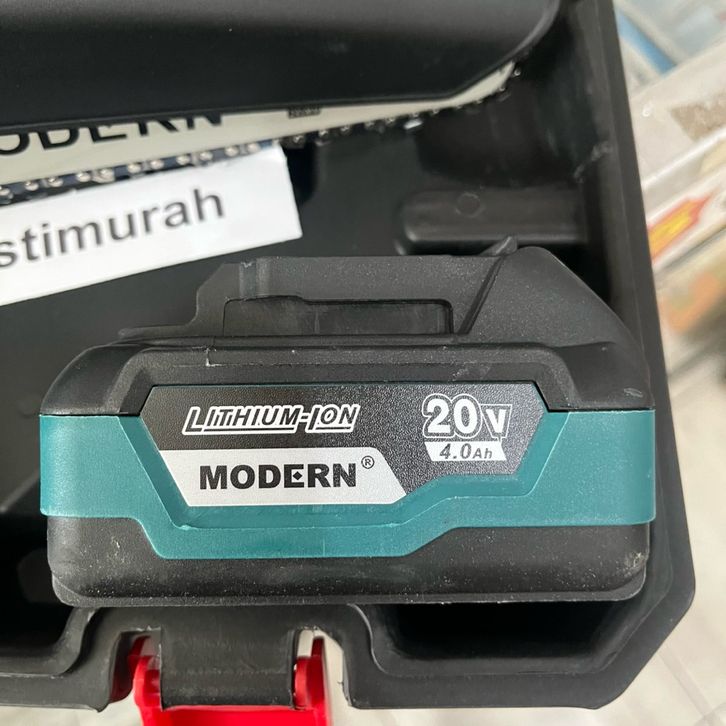 ODERN
stimurah
LITHIUM-ION
20V
4.0Ah
MODERN®